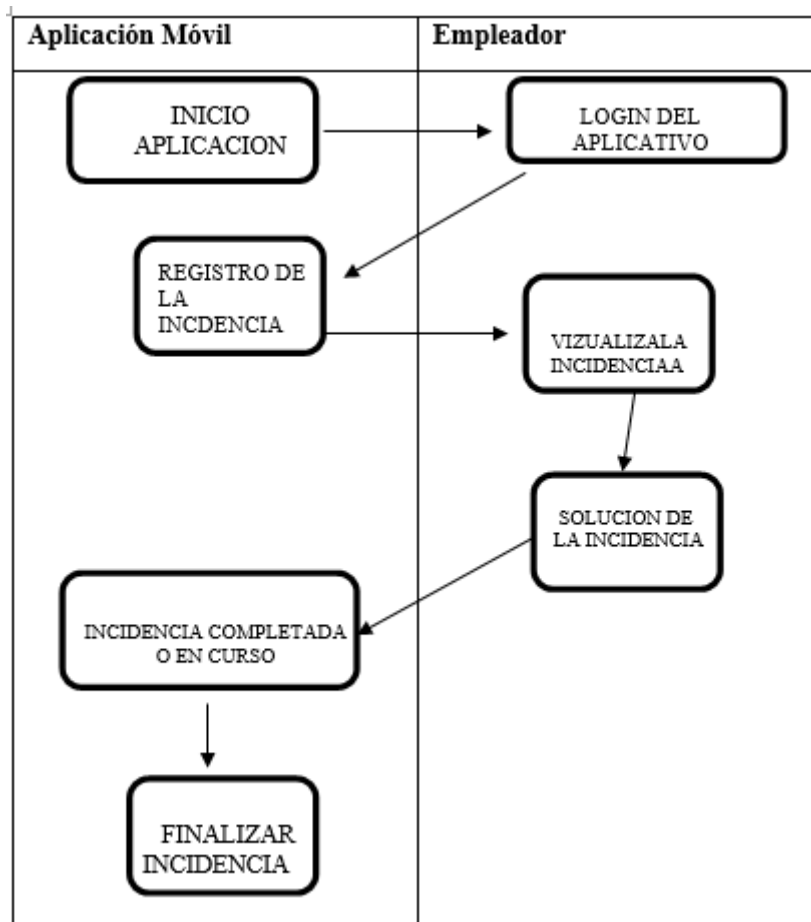 Aplicación Móvil
Empleador
INICIO
APLICACION
LOGIN DEL
APLICATIVO
REGISTRO DE
LA
INCDENCIA
VIZUALIZALA
INCIDENCIAA
SOLUCION DE
LA INCIDENCIA
INCIDENCIA COMPLETADA
O EN CURSO
FINALIZAR
INCIDENCIA